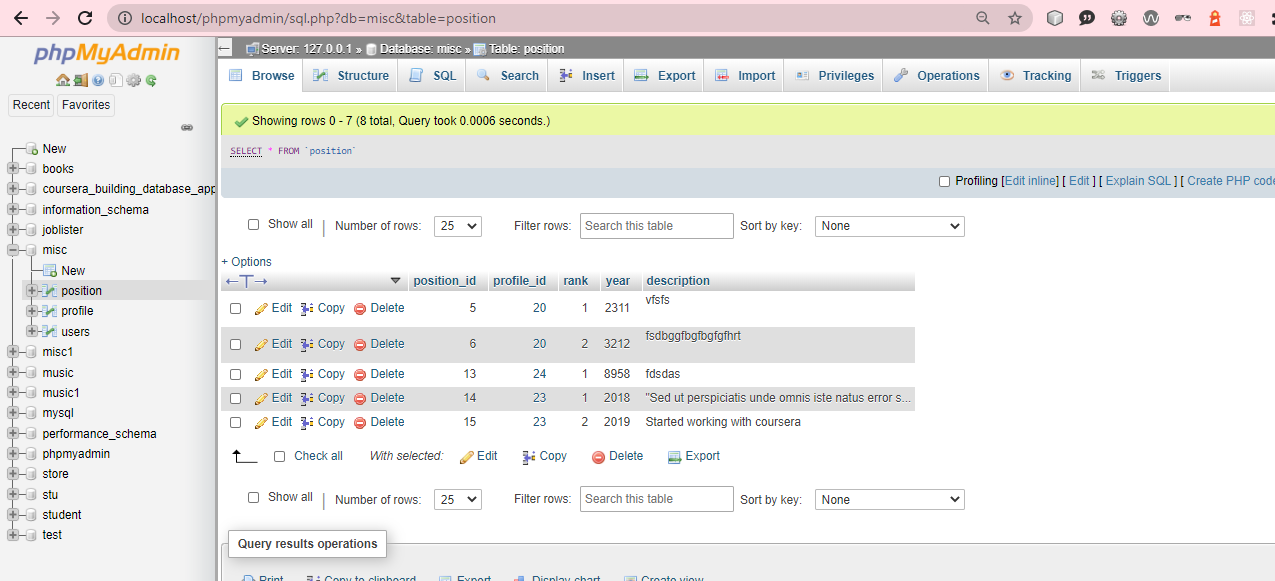 localhost/phpmyadmin/sql.php?db=misc&table=position
phpMyAdmin
Recent Favorites
New
books
coursera_building_database_app
information_schema
joblister
misc
New
position
profile
users
misc1
music
music1
mysql
performance_schema
phpmyadmin
store
stu
student
test
Server: 127.0.0.1 » Database: misc » Table: position
Browse Structure SQL Search Insert Export Import Privileges Operations Tracking Triggers
Showing rows 0 - 7 (8 total, Query took 0.0006 seconds.)
SELECT * FROM `position`
Profiling [Edit inline] [ Edit ] [ Explain SQL ] [ Create PHP code
Show all | Number of rows: 25 Filter rows: Search this table Sort by key: None
+ Options
←T→ position_id profile_id rank year description
Edit Copy Delete 5 20 1 2311 vfsfs
Edit Copy Delete 6 20 2 3212 fsdbggfbgfbgfgfhrt
Edit Copy Delete 13 24 1 8958 fdsdas
Edit Copy Delete 14 23 1 2018 "Sed ut perspiciatis unde omnis iste natus error s...
Edit Copy Delete 15 23 2 2019 Started working with coursera
Check all With selected: Edit Copy Delete Export
Show all | Number of rows: 25 Filter rows: Search this table Sort by key: None
Query results operations
Print Copy to clipboard Export Display chart Create view